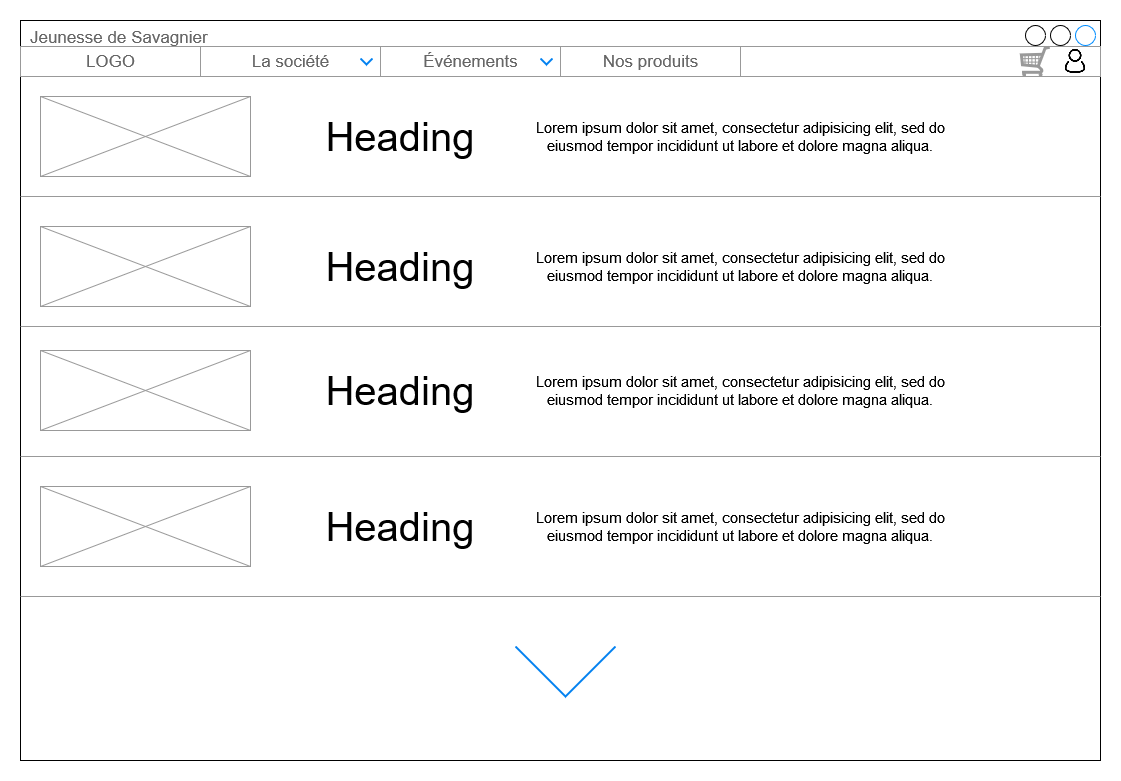 Jeunesse de Savagnier
LOGO
La société
Événements
Nos produits
Heading
Lorem ipsum dolor sit amet, consectetur adipisicing elit, sed do
eiusmod tempor incididunt ut labore et dolore magna aliqua.
Heading
Lorem ipsum dolor sit amet, consectetur adipisicing elit, sed do
eiusmod tempor incididunt ut labore et dolore magna aliqua.
Heading
Lorem ipsum dolor sit amet, consectetur adipisicing elit, sed do
eiusmod tempor incididunt ut labore et dolore magna aliqua.
Heading
Lorem ipsum dolor sit amet, consectetur adipisicing elit, sed do
eiusmod tempor incididunt ut labore et dolore magna aliqua.